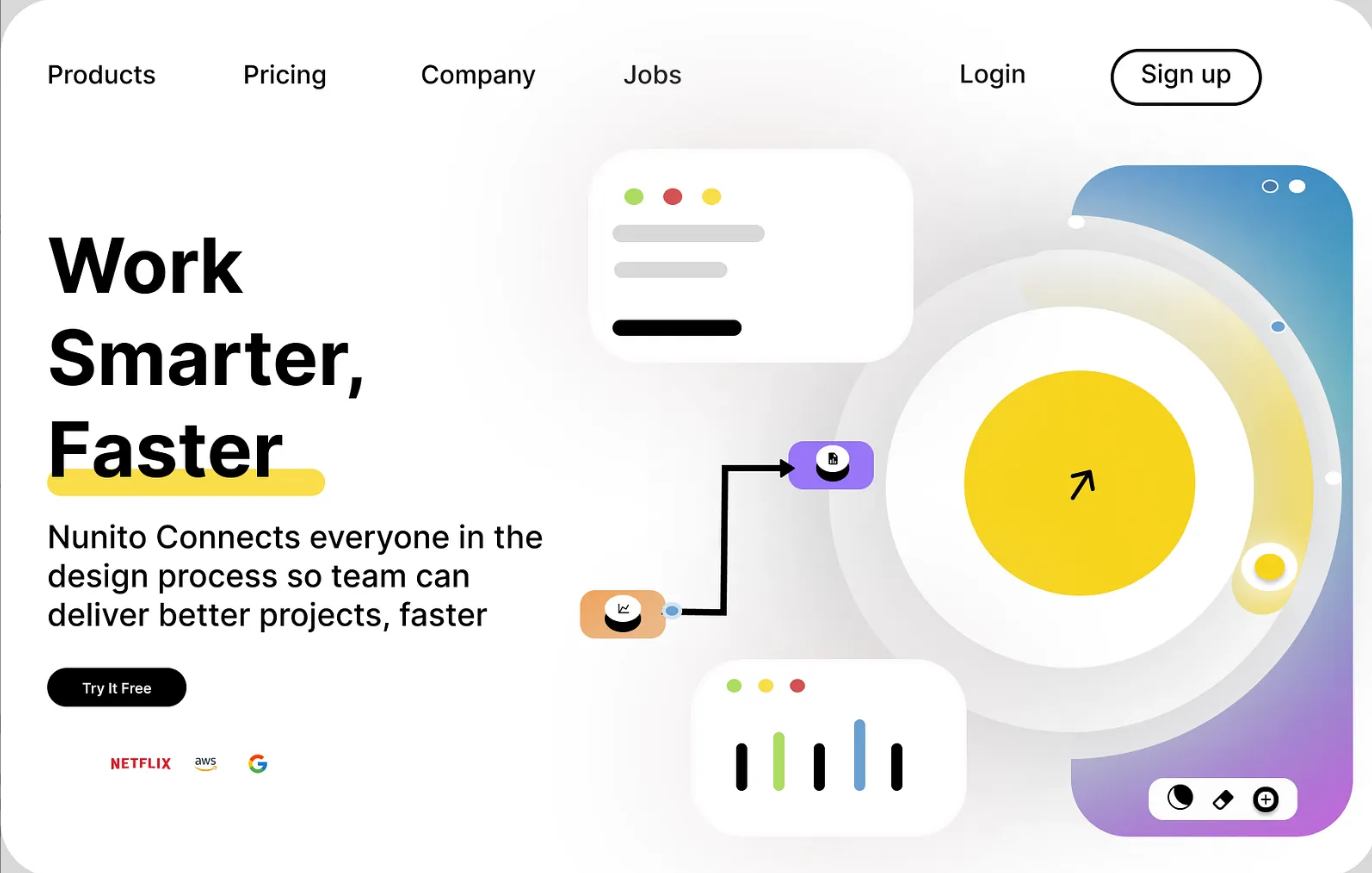 Products Pricing Company Jobs Login Sign up
Work
Smarter,
Faster
Nunito Connects everyone in the
design process so team can
deliver better projects, faster
Try It Free
NETFLIX aws G